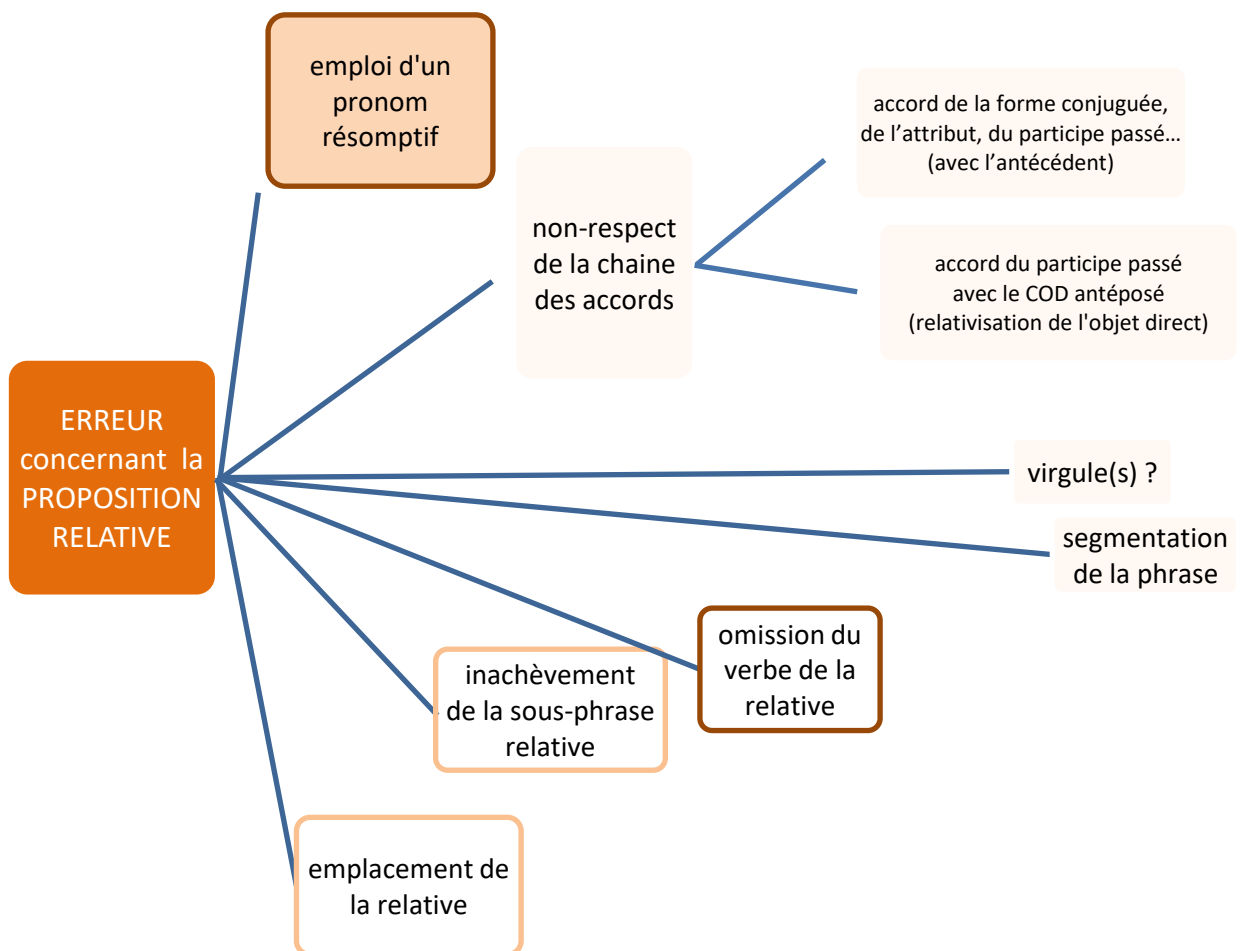 emploi d'un
pronom
résomptif
accord de la forme conjuguée,
de l’attribut, du participe passé…
(avec l’antécédent)
non-respect
de la chaine
des accords
accord du participe passé
avec le COD antéposé
(relativisation de l'objet direct)
ERREUR
concernant la
PROPOSITION
RELATIVE
virgule(s) ?
segmentation
de la phrase
omission du
verbe de la
relative
inachèvement
de la sous-phrase
relative
emplacement de
la relative